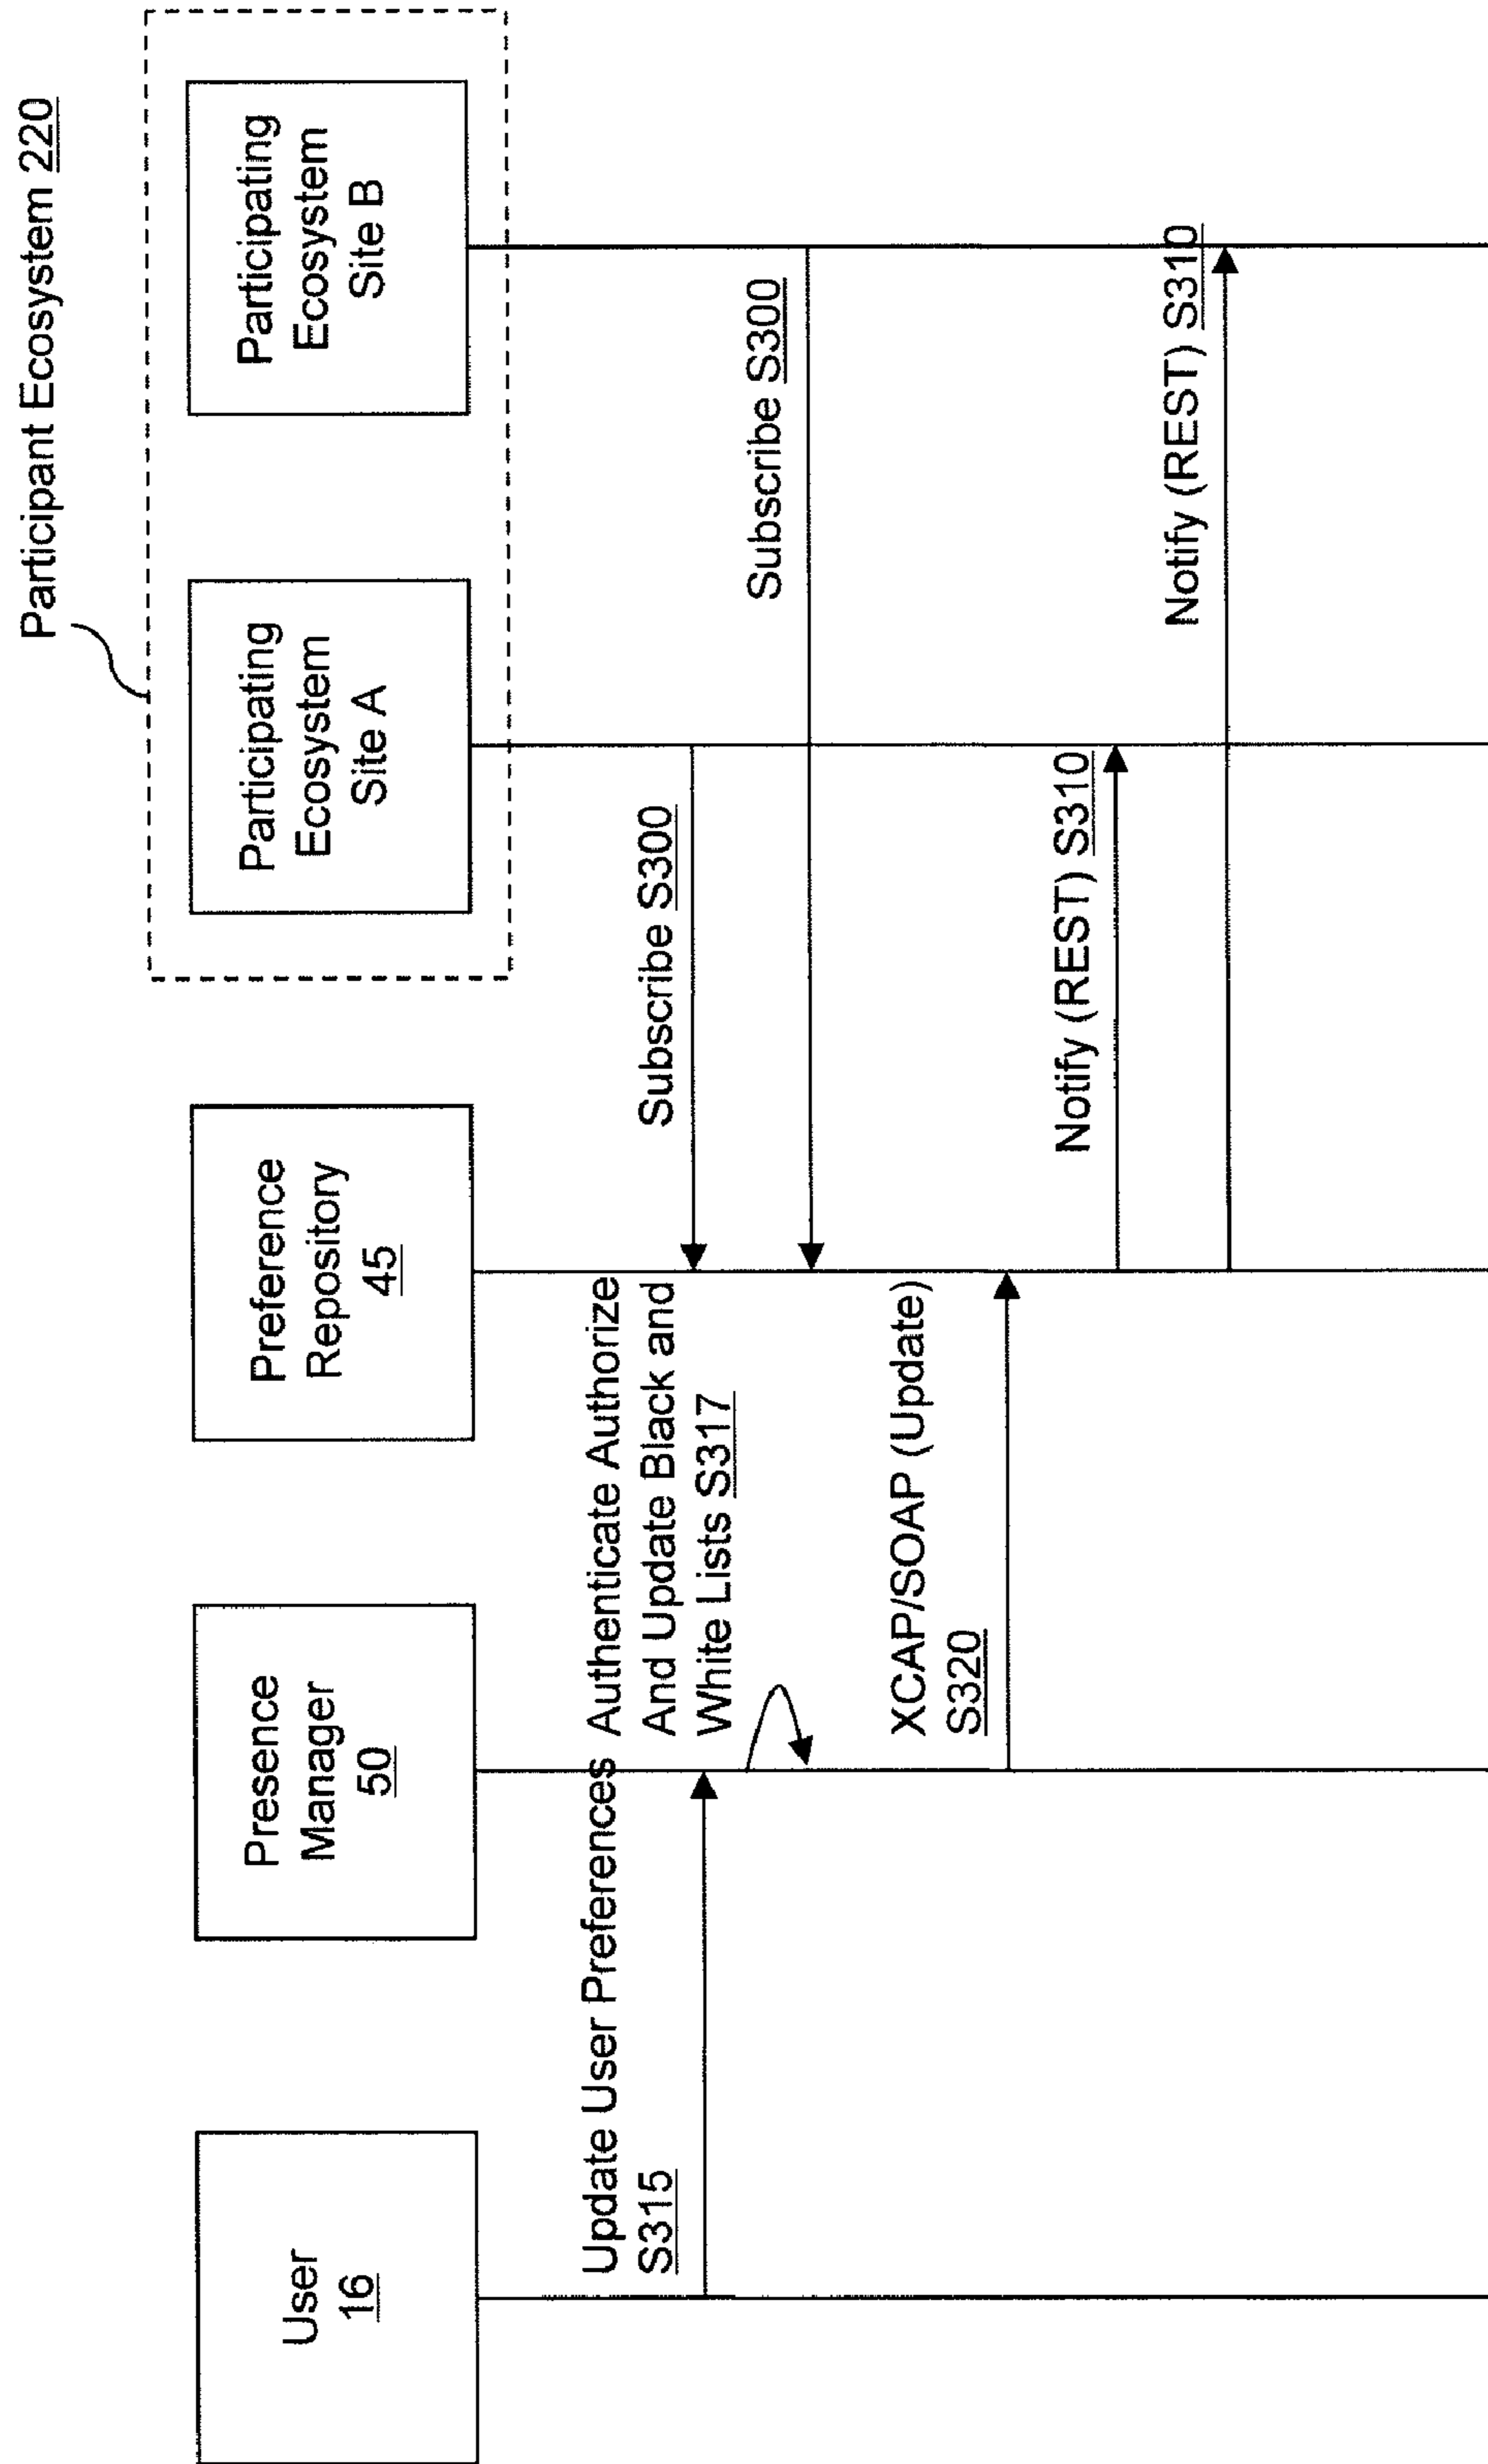 Participant Ecosystem 220
User
16
Presence
Manager
50
Preference
Repository
45
Participating
Ecosystem
Site A
Participating
Ecosystem
Site B
Update User Preferences
S315
Authenticate Authorize
And Update Black and
White Lists S317
Subscribe S300
Subscribe S300
XCAP/SOAP (Update)
S320
Notify (REST) S310
Notify (REST) S310